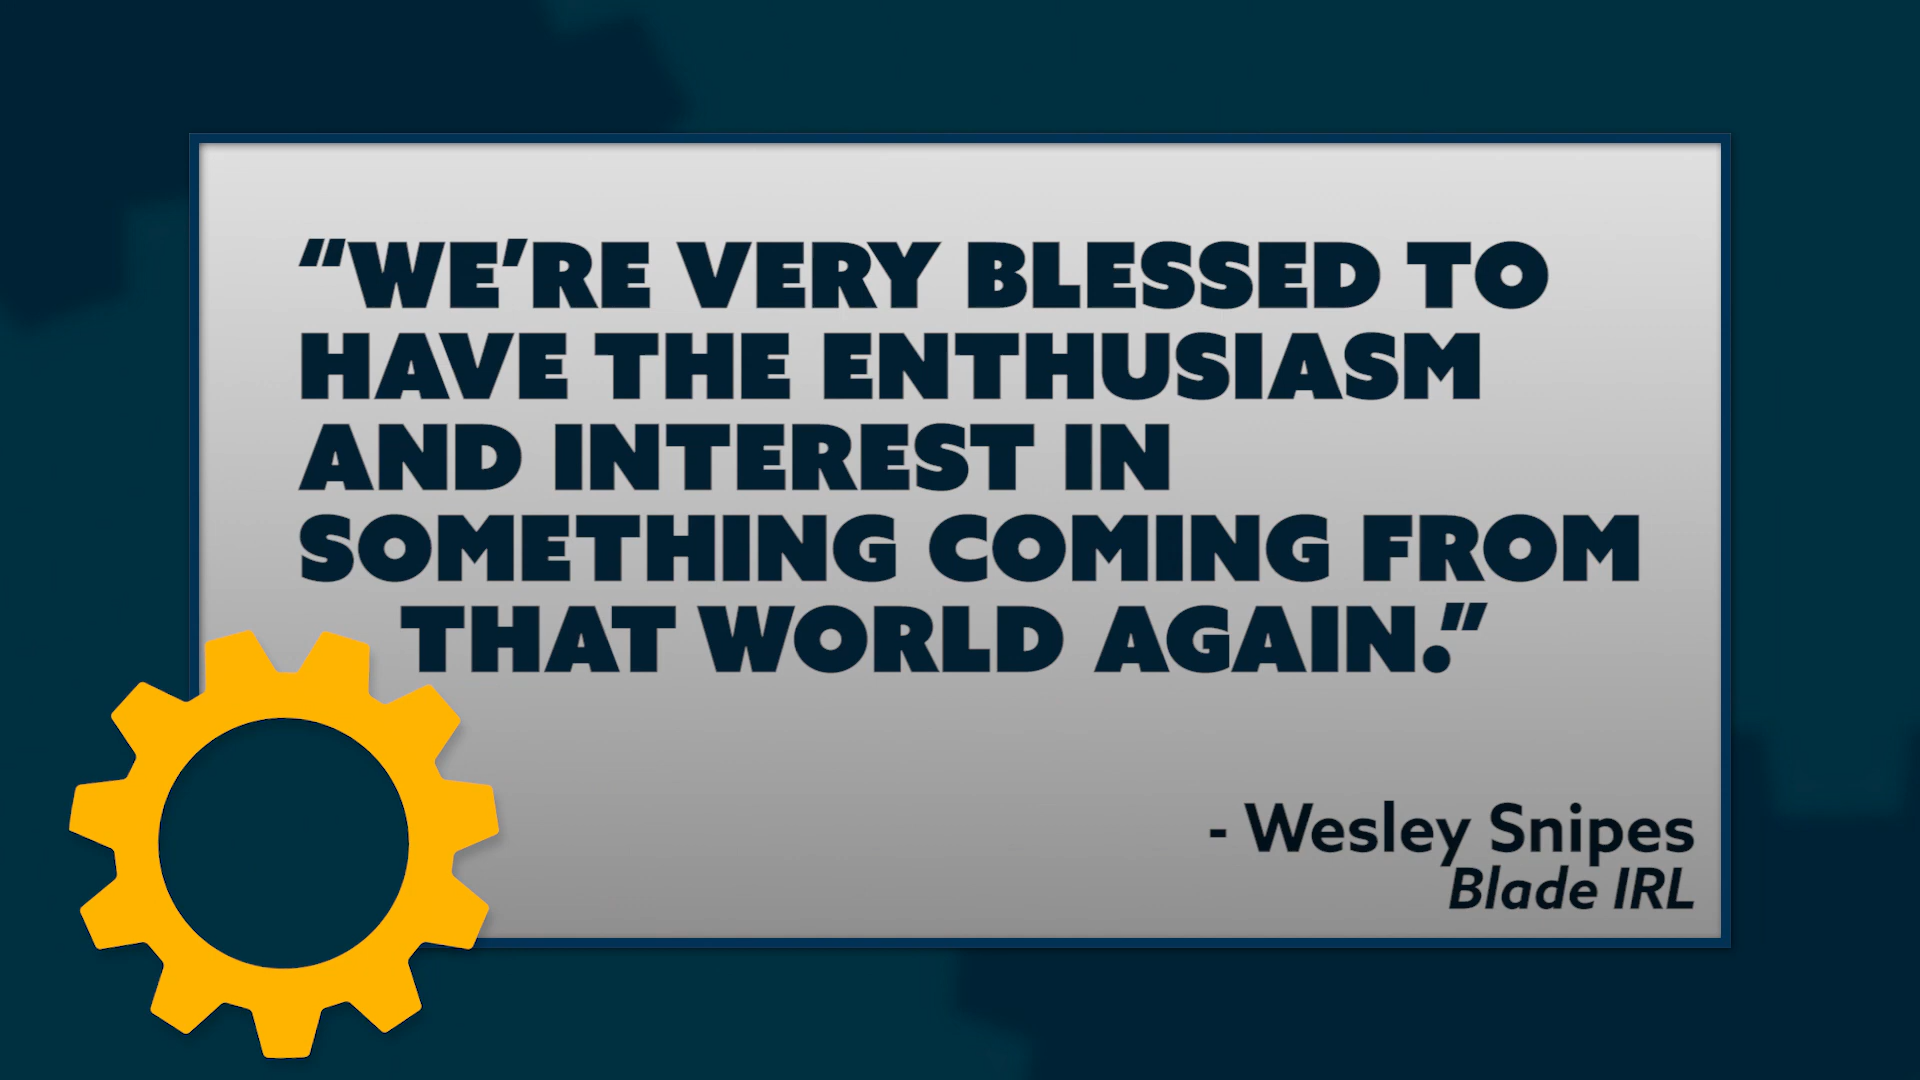 “WE’RE VERY BLESSED TO
HAVE THE ENTHUSIASM
AND INTEREST IN
SOMETHING COMING FROM
THAT WORLD AGAIN.”
- Wesley Snipes
Blade IRL